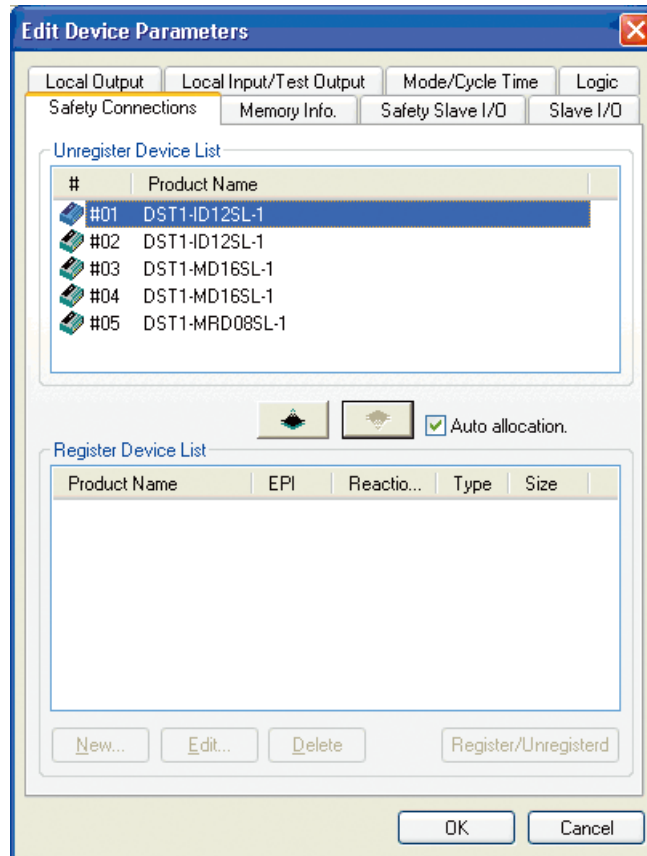 Edit Device Parameters
Local Output Local Input/Test Output Mode/Cycle Time Logic
Safety Connections Memory Info. Safety Slave I/O Slave I/O
Unregister Device List
# Product Name
#01 DST1-ID12SL-1
#02 DST1-ID12SL-1
#03 DST1-MD16SL-1
#04 DST1-MD16SL-1
#05 DST1-MRD08SL-1
Auto allocation.
Register Device List
Product Name EPI Reactio... Type Size
New... Edit... Delete Register/Unregisterd
OK Cancel